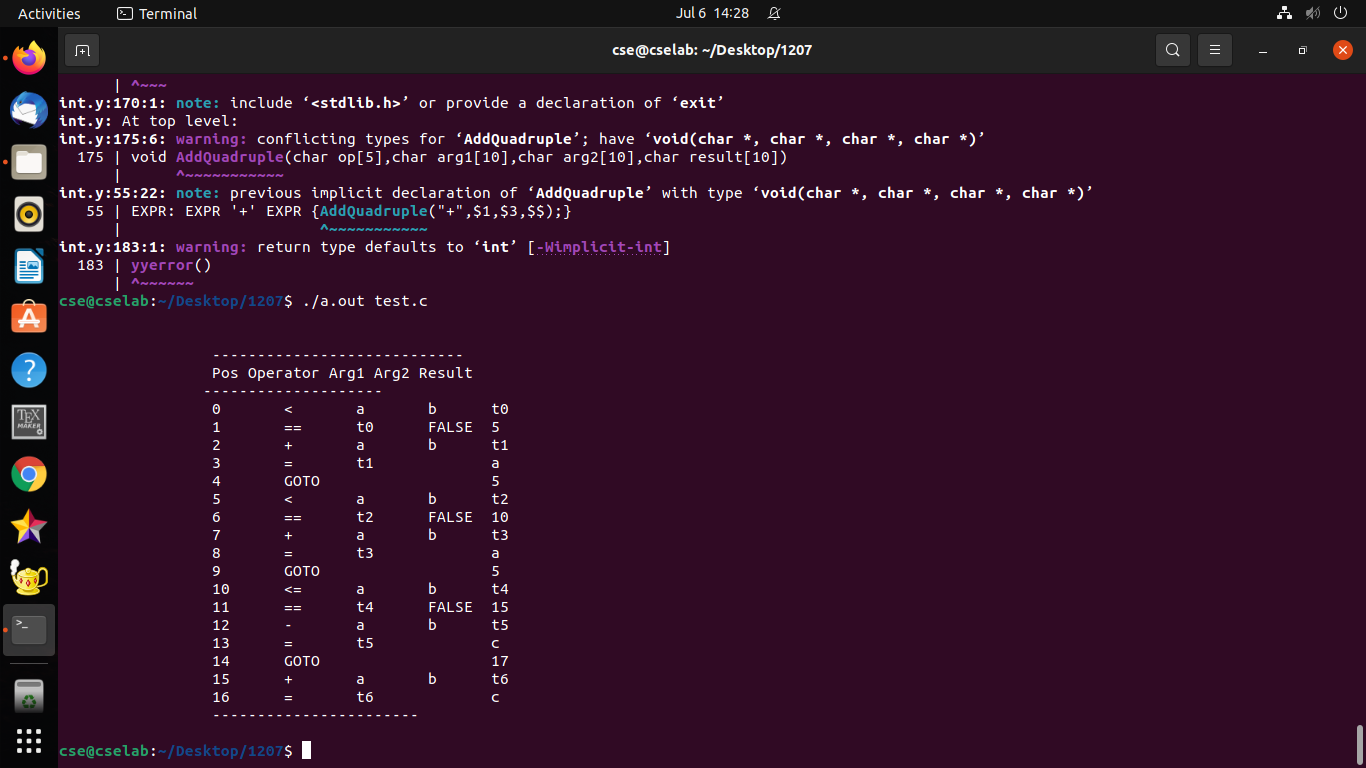 Activities Terminal Jul 6 14:28
cse@cselab: ~/Desktop/1207
| ^~~~
int.y:170:1: note: include ‘<stdlib.h>’ or provide a declaration of ‘exit’
int.y: At top level:
int.y:175:6: warning: conflicting types for ‘AddQuadruple’; have ‘void(char *, char *, char *, char *)’
175 | void AddQuadruple(char op[5],char arg1[10],char arg2[10],char result[10])
| ^~~~~~~~~~~~
int.y:55:22: note: previous implicit declaration of ‘AddQuadruple’ with type ‘void(char *, char *, char *, char *)’
55 | EXPR: EXPR '+' EXPR {AddQuadruple("+",$1,$3,$$);}
| ^~~~~~~~~~~~
int.y:183:1: warning: return type defaults to ‘int’ [-Wimplicit-int]
183 | yyerror()
| ^~~~~~~
cse@cselab:~/Desktop/1207$ ./a.out test.c
----------------------------
Pos Operator Arg1 Arg2 Result
--------------------
0 < a b t0
1 == t0 FALSE 5
2 + a b t1
3 = t1 a
4 GOTO 5
5 < a b t2
6 == t2 FALSE 10
7 + a b t3
8 = t3 a
9 GOTO 5
10 <= a b t4
11 == t4 FALSE 15
12 - a b t5
13 = t5 c
14 GOTO 17
15 + a b t6
16 = t6 c
-----------------------
cse@cselab:~/Desktop/1207$
TEX
MAKER